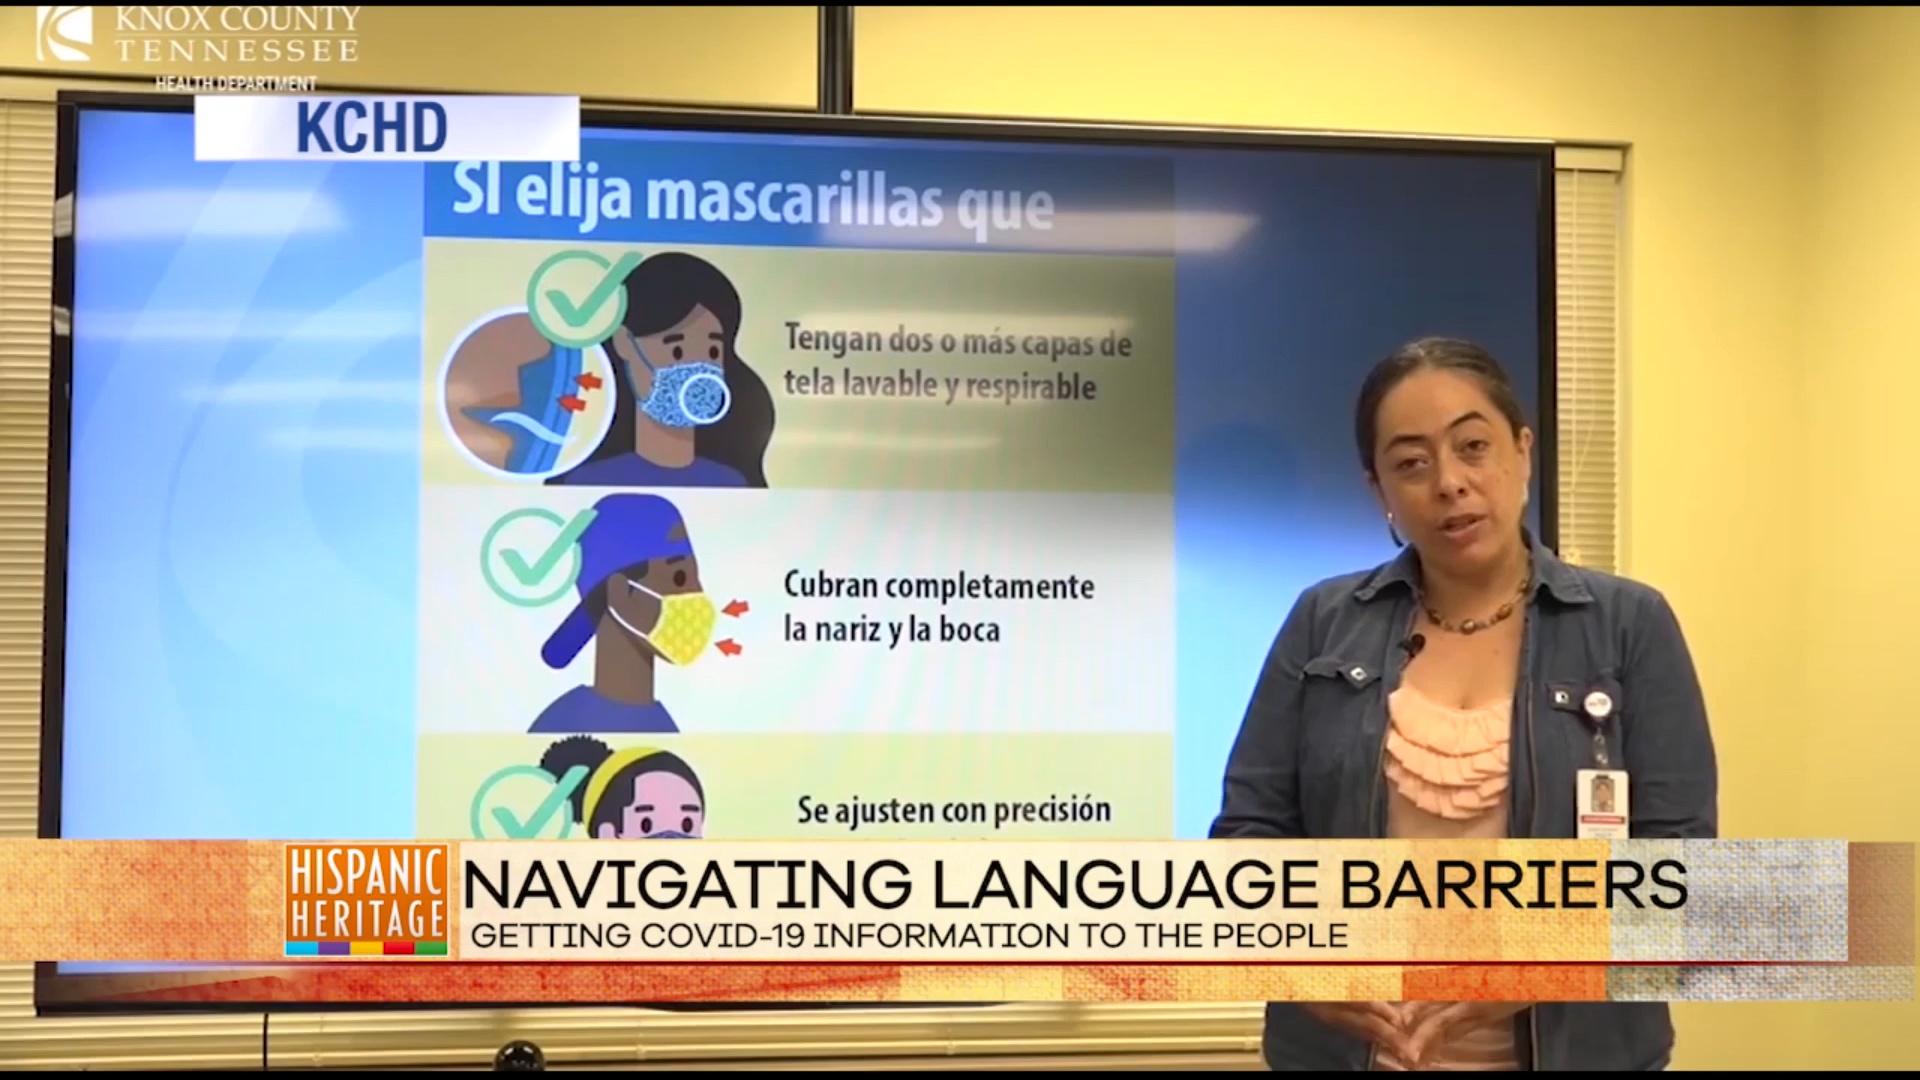 KNOX COUNTY
TENNESSEE
HEALTH DEPARTMENT
KCHD
SI elija mascarillas que
Tengan dos o más capas de
tela lavable y respirable
Cubran completamente
la nariz y la boca
Se ajusten con precisión
HISPANIC
HERITAGE
NAVIGATING LANGUAGE BARRIERS
GETTING COVID-19 INFORMATION TO THE PEOPLE